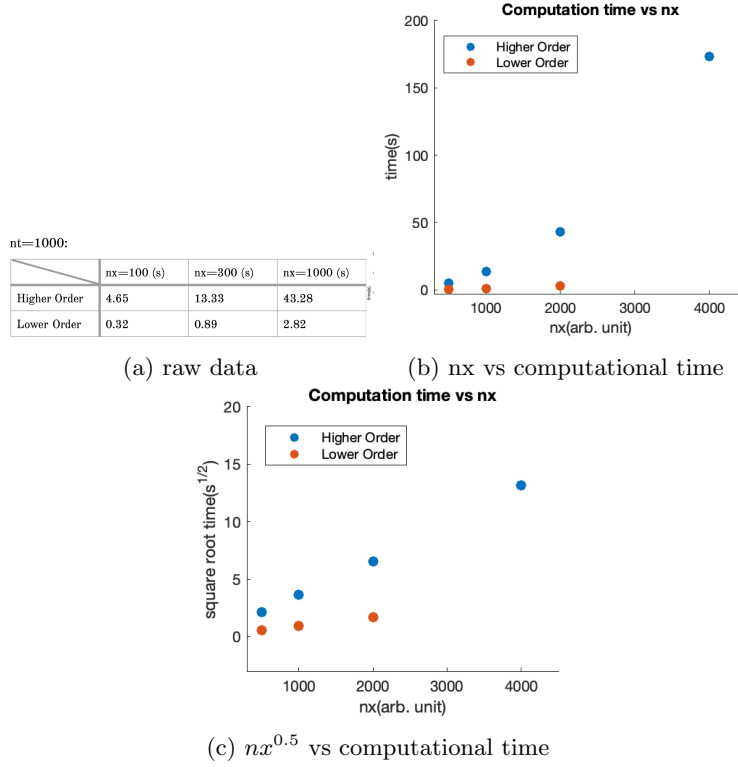 nt=1000:
nx=100 (s) nx=300 (s) nx=1000 (s)
Higher Order 4.65 13.33 43.28
Lower Order 0.32 0.89 2.82
(a) raw data
Computation time vs nx
Higher Order
Lower Order
200
150
100
50
0
time(s)
1000 2000 3000 4000
nx(arb. unit)
(b) nx vs computational time
Computation time vs nx
Higher Order
Lower Order
20
15
10
5
0
square root time(s^1/2)
1000 2000 3000 4000
nx(arb. unit)
(c) nx^0.5 vs computational time